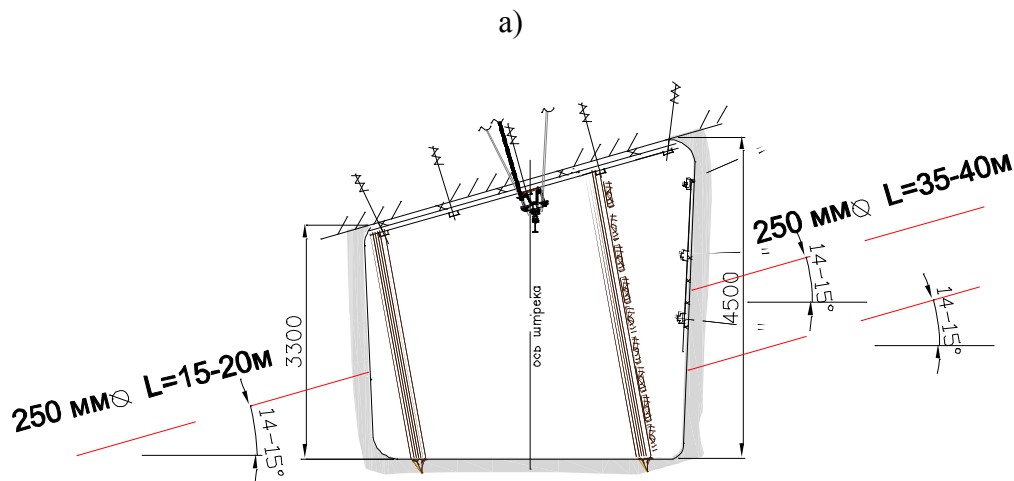 а)
250 мм∅ L=35-40м
14-15°
14-15°
4500
3300
ось штрека
250 мм∅ L=15-20м
14-15°